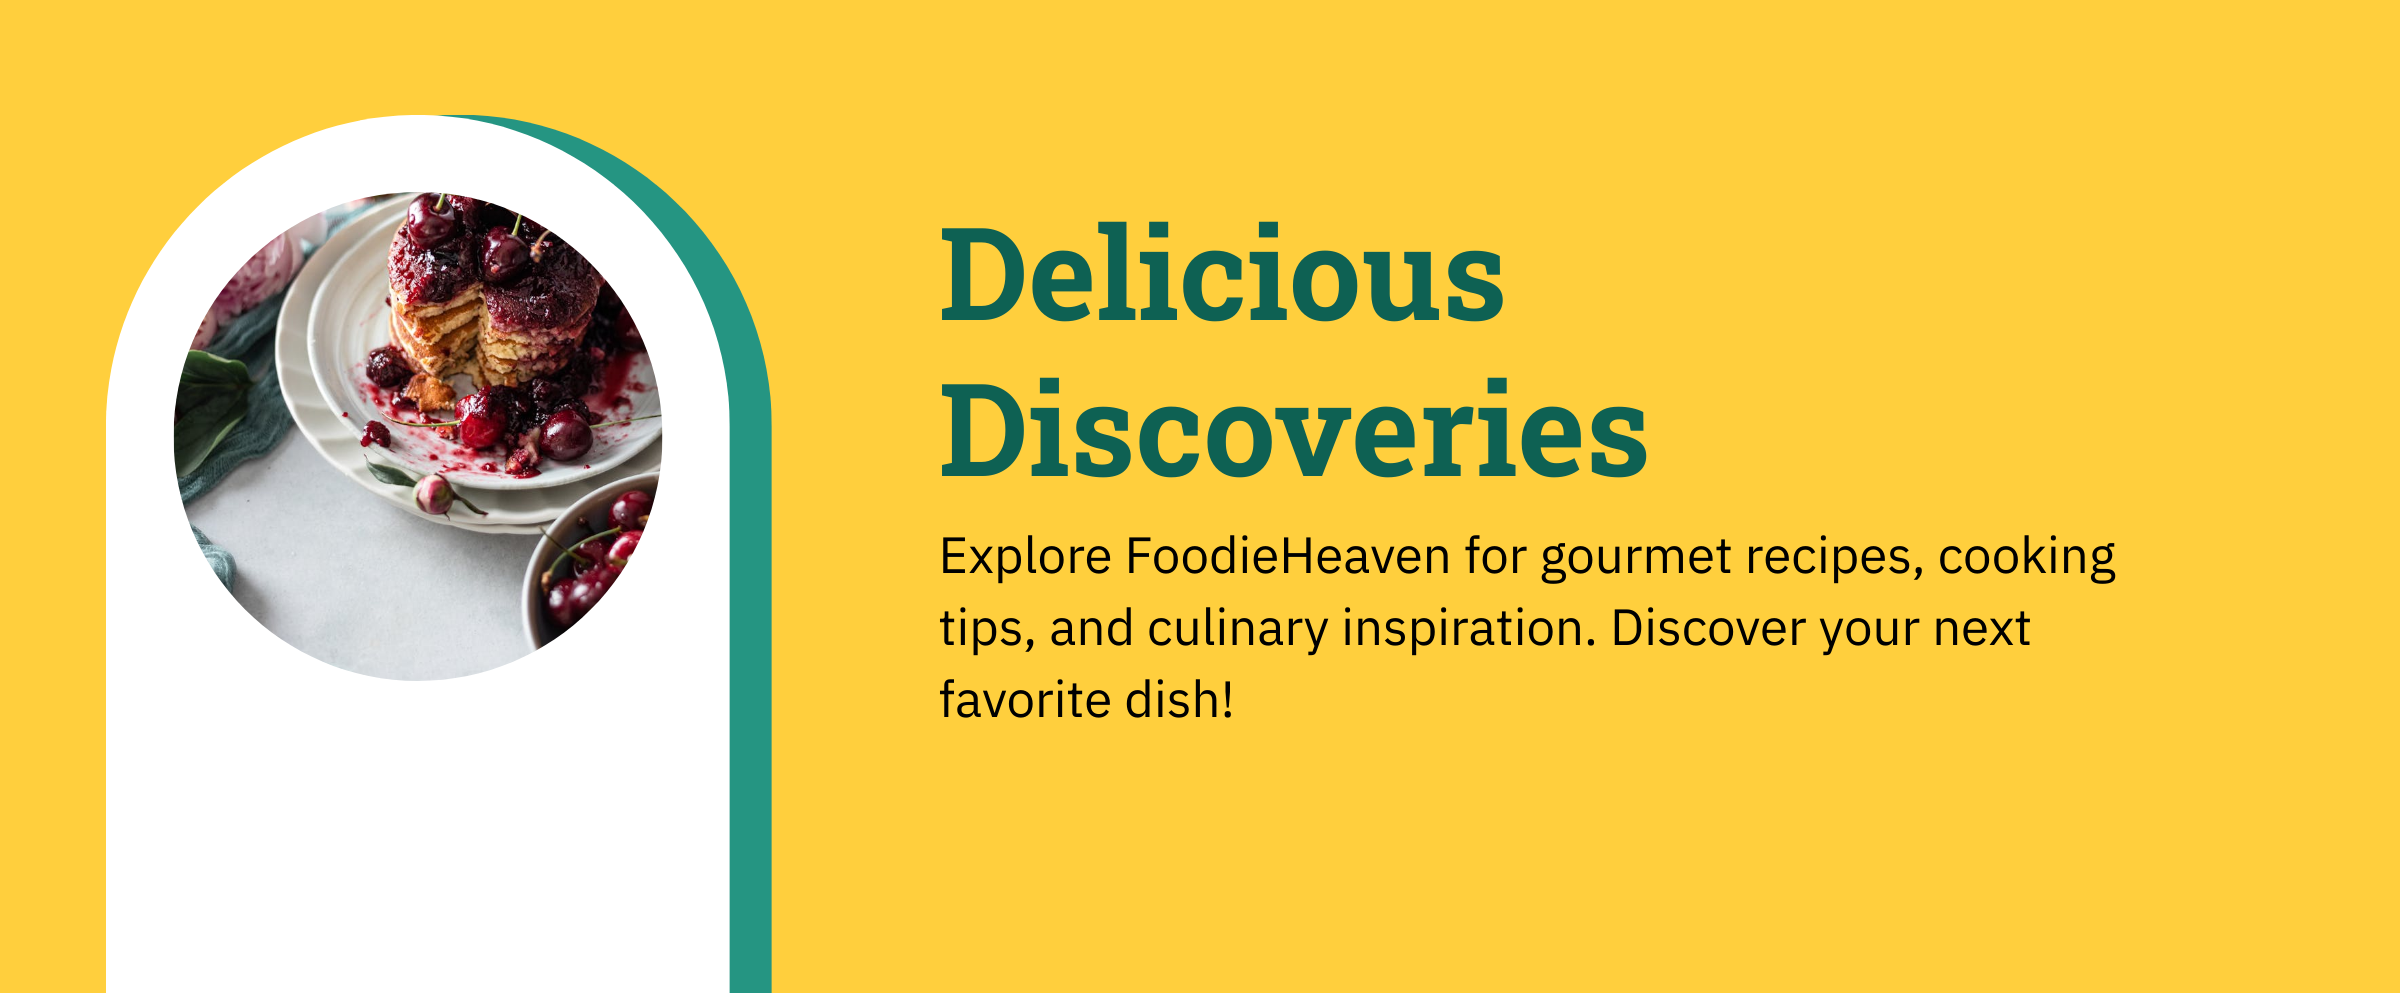 Delicious
Discoveries
Explore FoodieHeaven for gourmet recipes, cooking
tips, and culinary inspiration. Discover your next
favorite dish!